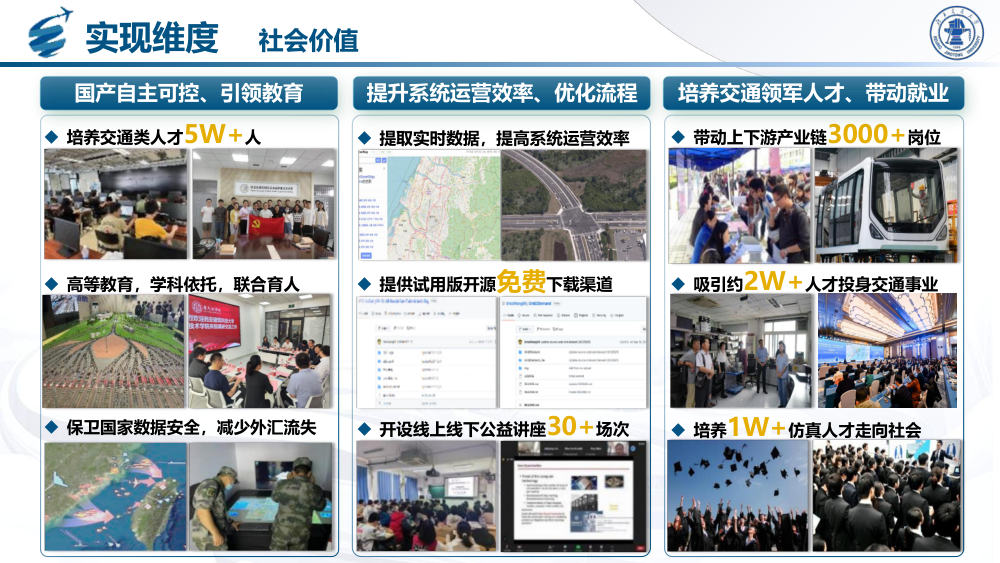 实现维度 社会价值
国产自主可控、引领教育
培养交通类人才5W+人
高等教育，学科依托，联合育人
保卫国家数据安全，减少外汇流失
提升系统运营效率、优化流程
提取实时数据，提高系统运营效率
提供试用版开源免费下载渠道
开设线上线下公益讲座30+场次
培养交通领军人才、带动就业
带动上下游产业链3000+岗位
吸引约2W+人才投身交通事业
培养1W+仿真人才走向社会